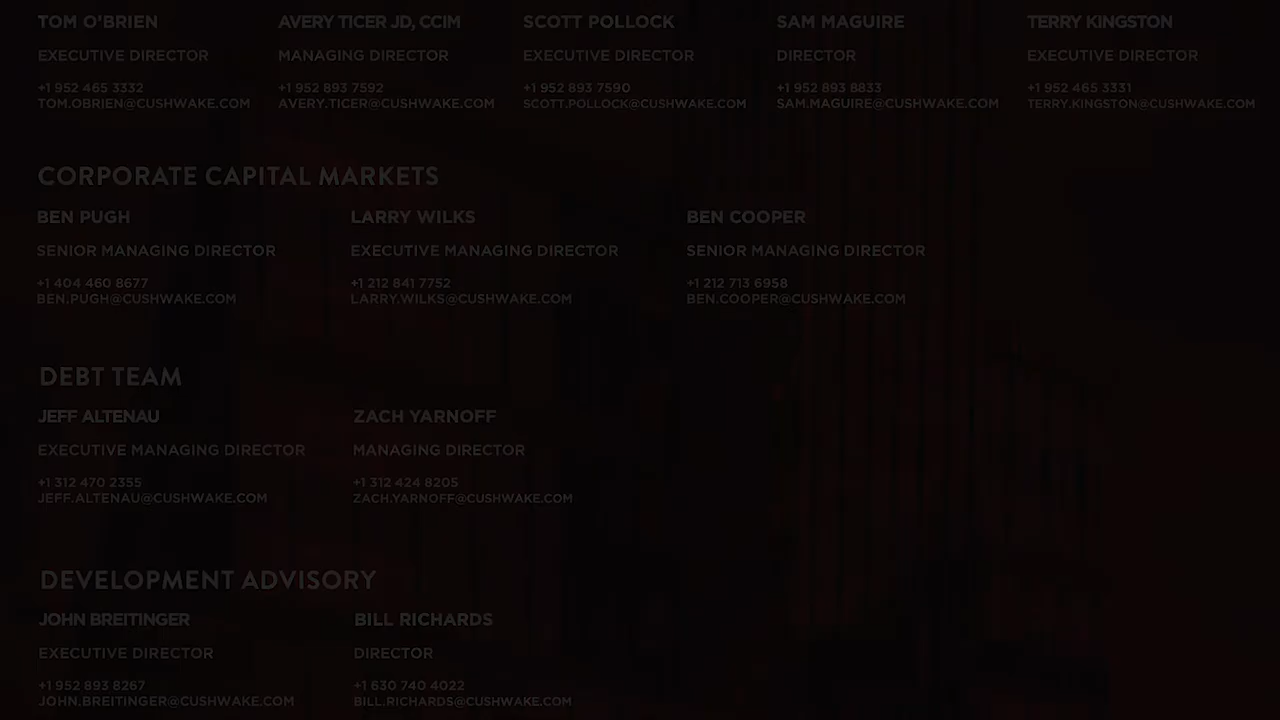 TOM O'BRIEN
EXECUTIVE DIRECTOR
+1 952 465 3332
TOM.OBRIEN@CUSHWAKE.COM
AVERY TICER JD, CCIM
MANAGING DIRECTOR
+1 952 893 7592
AVERY.TICER@CUSHWAKE.COM
SCOTT POLLOCK
EXECUTIVE DIRECTOR
+1 952 893 7590
SCOTT.POLLOCK@CUSHWAKE.COM
SAM MAGUIRE
DIRECTOR
+1 952 893 8833
SAM.MAGUIRE@CUSHWAKE.COM
TERRY KINGSTON
EXECUTIVE DIRECTOR
+1 952 465 3331
TERRY.KINGSTON@CUSHWAKE.COM
CORPORATE CAPITAL MARKETS
BEN PUGH
SENIOR MANAGING DIRECTOR
+1 404 460 8677
BEN.PUGH@CUSHWAKE.COM
LARRY WILKS
EXECUTIVE MANAGING DIRECTOR
+1 212 841 7752
LARRY.WILKS@CUSHWAKE.COM
BEN COOPER
SENIOR MANAGING DIRECTOR
+1 212 713 6958
BEN.COOPER@CUSHWAKE.COM
DEBT TEAM
JEFF ALTENAU
EXECUTIVE MANAGING DIRECTOR
+1 312 470 2355
JEFF.ALTENAU@CUSHWAKE.COM
ZACH YARNOFF
MANAGING DIRECTOR
+1 312 424 8205
ZACH.YARNOFF@CUSHWAKE.COM
DEVELOPMENT ADVISORY
JOHN BREITINGER
EXECUTIVE DIRECTOR
+1 952 893 8267
JOHN.BREITINGER@CUSHWAKE.COM
BILL RICHARDS
DIRECTOR
+1 630 740 4022
BILL.RICHARDS@CUSHWAKE.COM